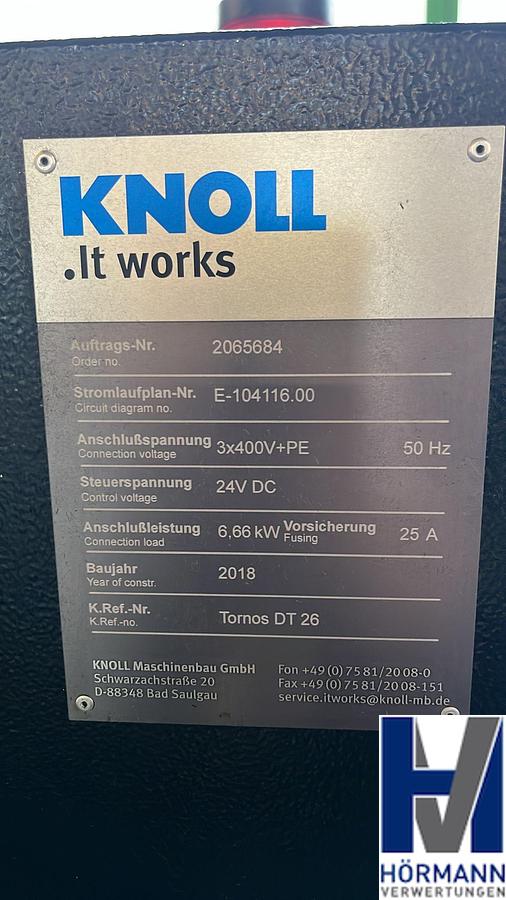 KNOLL
.It works
Auftrags-Nr. 2065684
Order no.
Stromlaufplan-Nr. E-104116.00
Circuit diagram no.
Anschlußspannung 3x400V+PE 50 Hz
Connection voltage
Steuerspannung 24V DC
Control voltage
Anschlußleistung 6,66 kW Vorsicherung 25 A
Connection load Fusing
Baujahr 2018
Year of constr.
K.Ref.-Nr. Tornos DT 26
K.Ref.-no.
KNOLL Maschinenbau GmbH Fon +49 (0) 75 81/20 08-0
Schwarzachstraße 20 Fax +49 (0) 75 81/20 08-151
D-88348 Bad Saulgau service.itworks@knoll-mb.de
HÖRMANN
VERWERTUNGEN